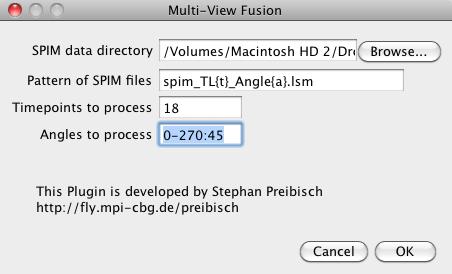 Multi-View Fusion
SPIM data directory /Volumes/Macintosh HD 2/Dr Browse...
Pattern of SPIM files spim_TL{t}_Angle{a}.lsm
Timepoints to process 18
Angles to process 0-270:45
This Plugin is developed by Stephan Preibisch
http://fly.mpi-cbg.de/preibisch
Cancel OK